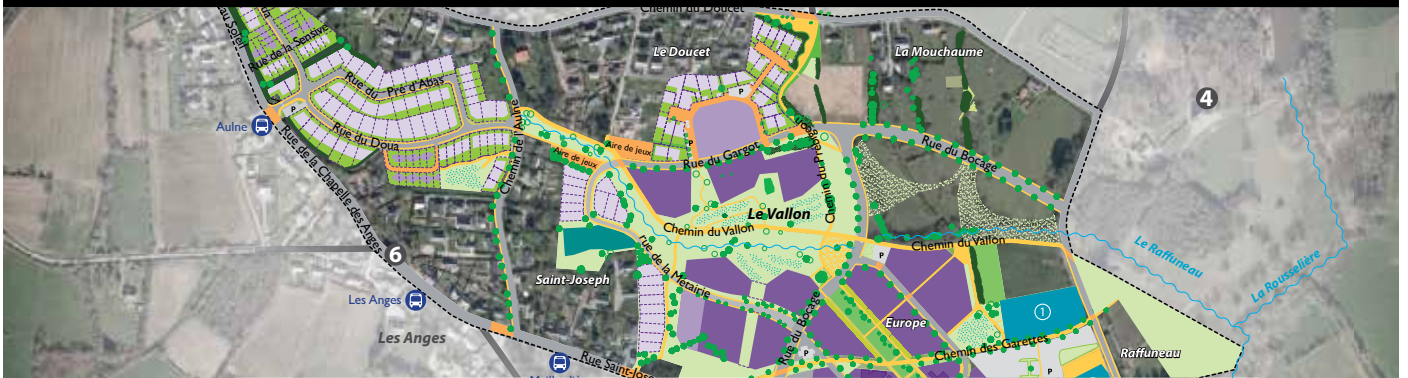 Chemin du Doucet
Rue de la Sensive
Le Doucet
La Mouchaume
4
Rue du Pré d'Abas
P
P
Aulne
Rue du Doua
Chemin de l'Aulne
Aire de jeux
Aire de jeux
P
Rue du Gargot
Rue du Bocage
Rue de la Chapelle des Anges
Le Vallon
Chemin du Vallon
Chemin du Vallon
6
P
rue de la Métairie
Le Raffuneau
La Rousselière
Saint-Joseph
Les Anges
Les Anges
Rue du Bocage
Europe
1
Chemin des Garettes
P
Raffuneau
P
Rue Saint-Jose